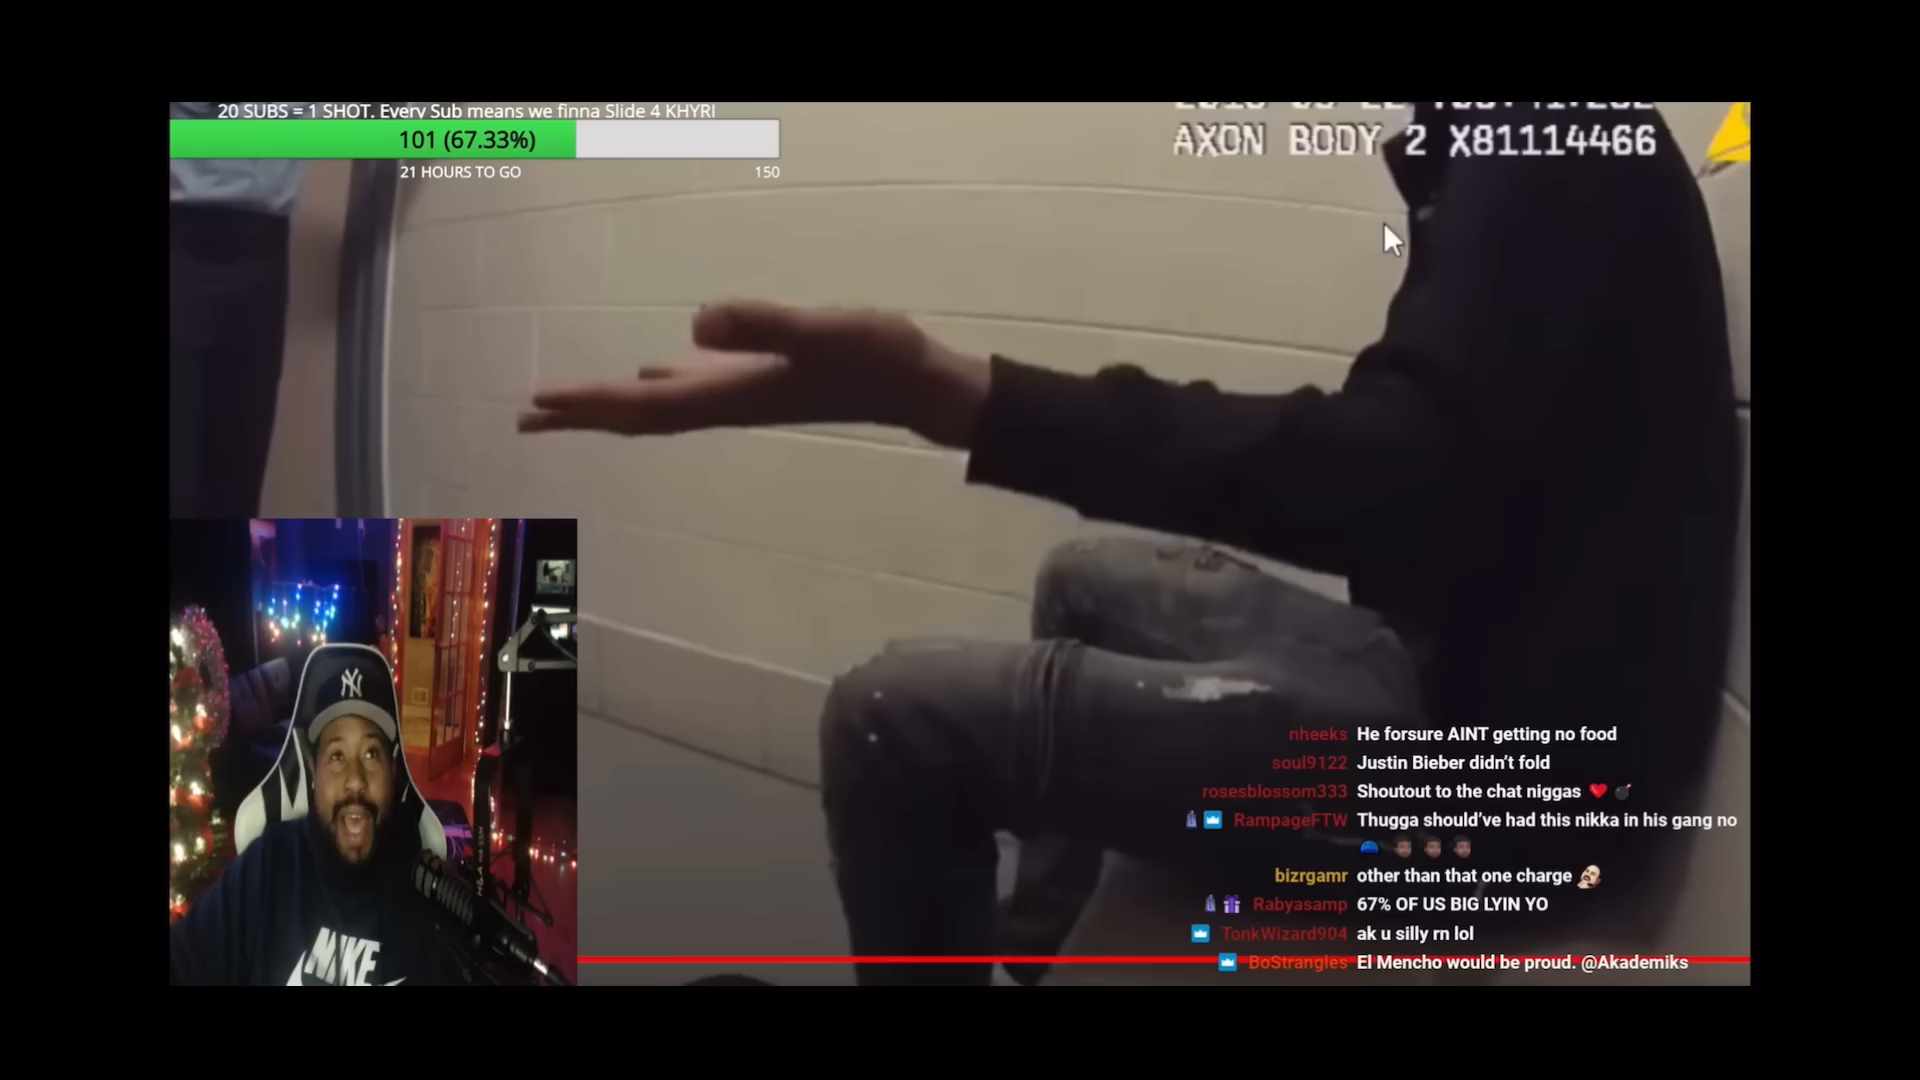 20 SUBS = 1 SHOT. Every Sub means we finna Slide 4 KHYRI
101 (67.33%)
21 HOURS TO GO
150
AXON BODY 2 X81114466
NY
NIKE
nheeks He forsure AINT getting no food
soul9122 Justin Bieber didn't fold
rosesblossom333 Shoutout to the chat niggas ❤️ 💣
RampageFTW Thugga should've had this nikka in his gang no
🧢
bizrgamr other than that one charge
Rabyasamp 67% OF US BIG LYIN YO
TonkWizard904 ak u silly rn lol
BoStrangles El Mencho would be proud. @Akademiks